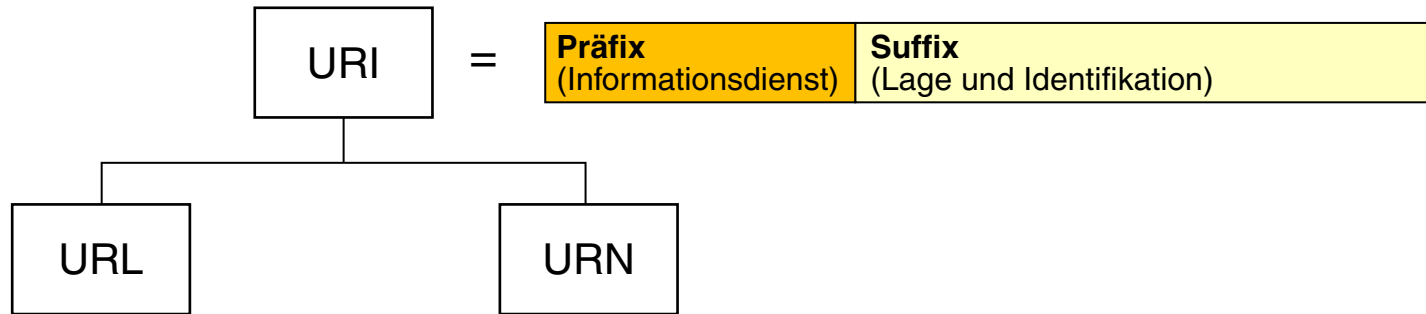 URI
=
Präfix
(Informationsdienst)
Suffix
(Lage und Identifikation)
URL
URN